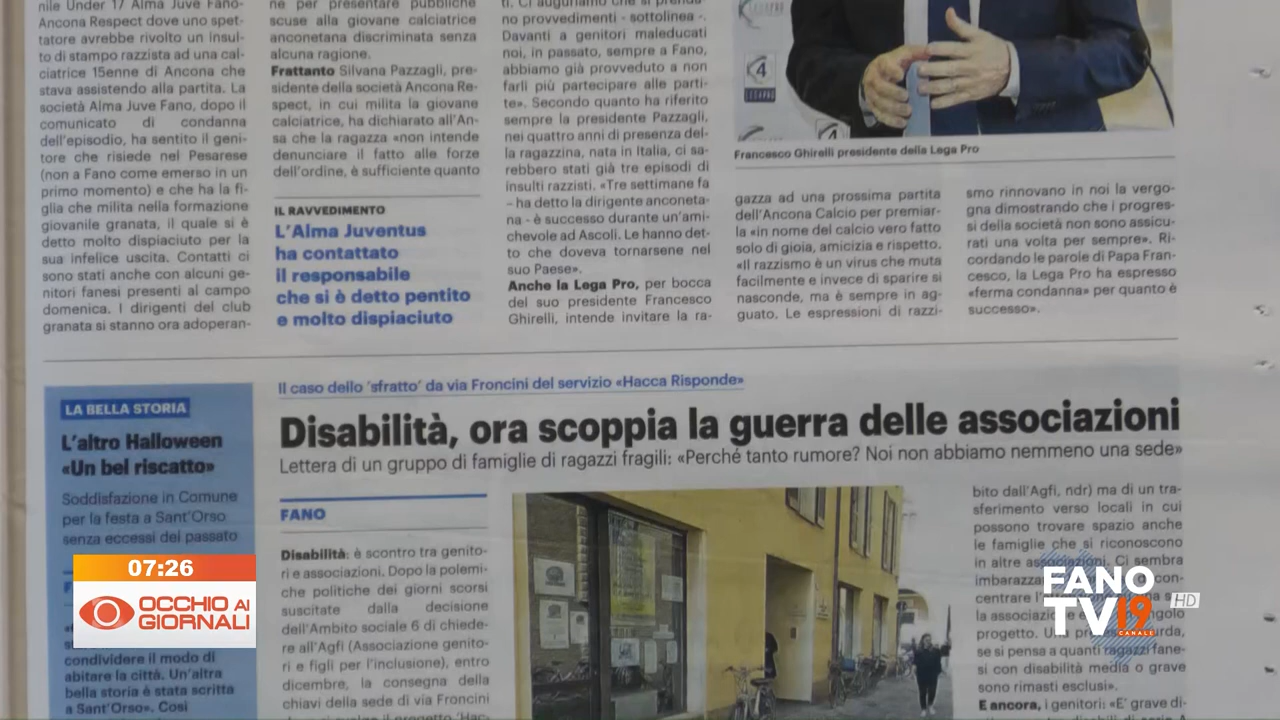 nile Under 17 Alma Juve Fano-
Ancona Respect dove uno spet-
tatore avrebbe rivolto un insul-
to di stampo razzista ad una cal-
ciatrice 15enne di Ancona che
stava assistendo alla partita. La
società Alma Juve Fano, dopo il
comunicato di condanna
dell'episodio, ha sentito il geni-
tore che risiede nel Pesarese
(non a Fano come emerso in un
primo momento) e che ha la fi-
glia che milita nella formazione
giovanile granata, il quale si è
detto molto dispiaciuto per la
sua infelice uscita. Contatti ci
sono stati anche con alcuni ge-
nitori fanesi presenti al campo
domenica. I dirigenti del club
granata si stanno ora adoperan-
ne per presentare pubbliche
scuse alla giovane calciatrice
anconetana discriminata senza
alcuna ragione.
Frattanto Silvana Pazzagli, pre-
sidente della società Ancona Re-
spect, in cui milita la giovane
calciatrice, ha dichiarato all'An-
sa che la ragazza «non intende
denunciare il fatto alle forze
dell'ordine, è sufficiente quanto
IL RAVVEDIMENTO
L'Alma Juventus
ha contattato
il responsabile
che si è detto pentito
e molto dispiaciuto
ti. Ci auguriamo che si prenda-
no provvedimenti - sottolinea -.
Davanti a genitori maleducati
noi, in passato, sempre a Fano,
abbiamo già provveduto a non
farli più partecipare alle parti-
te». Secondo quanto ha riferito
sempre la presidente Pazzagli,
nei quattro anni di presenza del-
la ragazzina, nata in Italia, ci sa-
rebbero stati già tre episodi di
insulti razzisti. «Tre settimane fa
– ha detto la dirigente anconeta-
na - è successo durante un'ami-
chevole ad Ascoli. Le hanno det-
to che doveva tornarsene nel
suo Paese».
Anche la Lega Pro, per bocca
del suo presidente Francesco
Ghirelli, intende invitare la ra-
Francesco Ghirelli presidente della Lega Pro
gazza ad una prossima partita
dell'Ancona Calcio per premiar-
la «in nome del calcio vero fatto
solo di gioia, amicizia e rispetto.
«Il razzismo è un virus che muta
facilmente e invece di sparire si
nasconde, ma è sempre in ag-
guato. Le espressioni di razzi-
smo rinnovano in noi la vergo-
gna dimostrando che i progres-
si della società non sono assicu-
rati una volta per sempre». Ri-
cordando le parole di Papa Fran-
cesco, la Lega Pro ha espresso
«ferma condanna» per quanto è
successo».
LA BELLA STORIA
L'altro Halloween
«Un bel riscatto»
Soddisfazione in Comune
per la festa a Sant'Orso
senza eccessi del passato
condividere il modo di
abitare la città. Un'altra
bella storia è stata scritta
a Sant'Orso». Così
Il caso dello 'sfratto' da via Froncini del servizio «Hacca Risponde»
Disabilità, ora scoppia la guerra delle associazioni
Lettera di un gruppo di famiglie di ragazzi fragili: «Perché tanto rumore? Noi non abbiamo nemmeno una sede»
FANO
Disabilità: è scontro tra genito-
ri e associazioni. Dopo la polemi-
che politiche dei giorni scorsi
suscitate dalla decisione
dell'Ambito sociale 6 di chiede-
re all'Agfi (Associazione genito-
ri e figli per l'inclusione), entro
dicembre, la consegna della
chiavi della sede di via Froncini
bito dall'Agfi, ndr) ma di un tra-
sferimento verso locali in cui
possono trovare spazio anche
le famiglie che si riconoscono
in altre associazioni. Ci sembra
progetto.
se si pensa a quanti ragazzi fane-
si con disabilità media o grave
sono rimasti esclusi».
E ancora, i genitori: «E' grave di-
07:26
OCCHIO AI
GIORNALI
FANO
TV 19
CANALE
HD